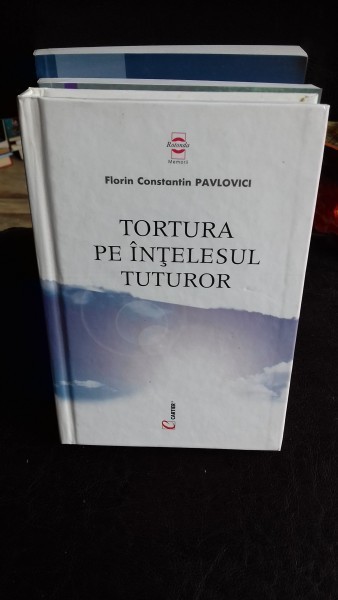 Rotonda
Memorii
Florin Constantin PAVLOVICI
TORTURA
PE ÎNŢELESUL
TUTUROR
CARTIER